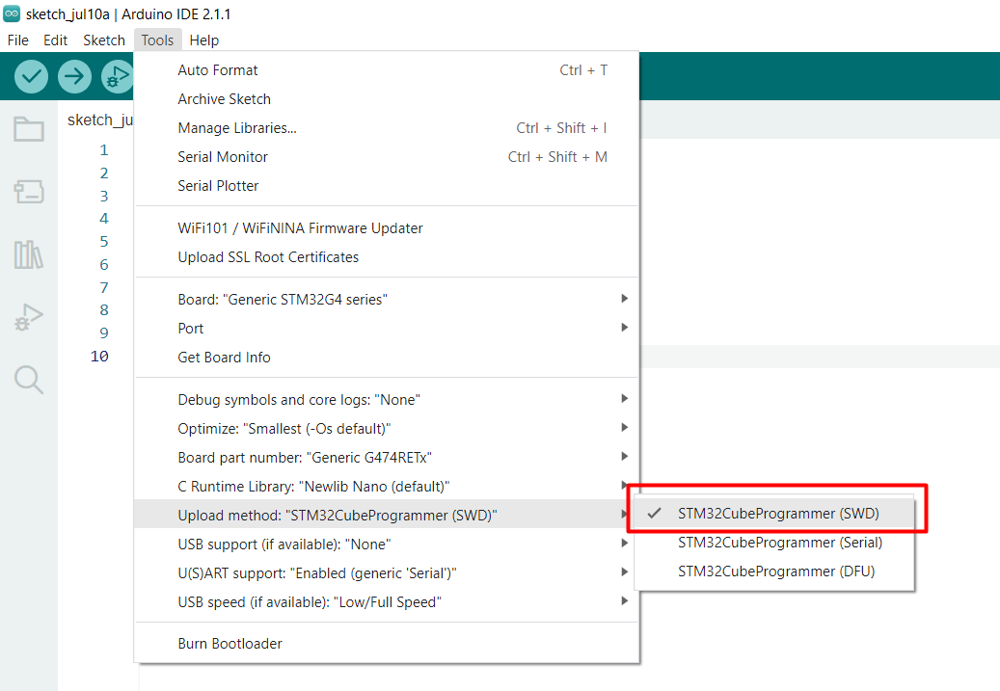 sketch_jul10a | Arduino IDE 2.1.1
File Edit Sketch Tools Help
Auto Format Ctrl + T
Archive Sketch
Manage Libraries... Ctrl + Shift + I
Serial Monitor Ctrl + Shift + M
Serial Plotter
WiFi101 / WiFiNINA Firmware Updater
Upload SSL Root Certificates
Board: "Generic STM32G4 series"
Port
Get Board Info
Debug symbols and core logs: "None"
Optimize: "Smallest (-Os default)"
Board part number: "Generic G474RETx"
C Runtime Library: "Newlib Nano (default)"
Upload method: "STM32CubeProgrammer (SWD)"
USB support (if available): "None"
U(S)ART support: "Enabled (generic 'Serial')"
USB speed (if available): "Low/Full Speed"
Burn Bootloader
STM32CubeProgrammer (SWD)
STM32CubeProgrammer (Serial)
STM32CubeProgrammer (DFU)
sketch_ju
1
2
3
4
5
6
7
8
9
10